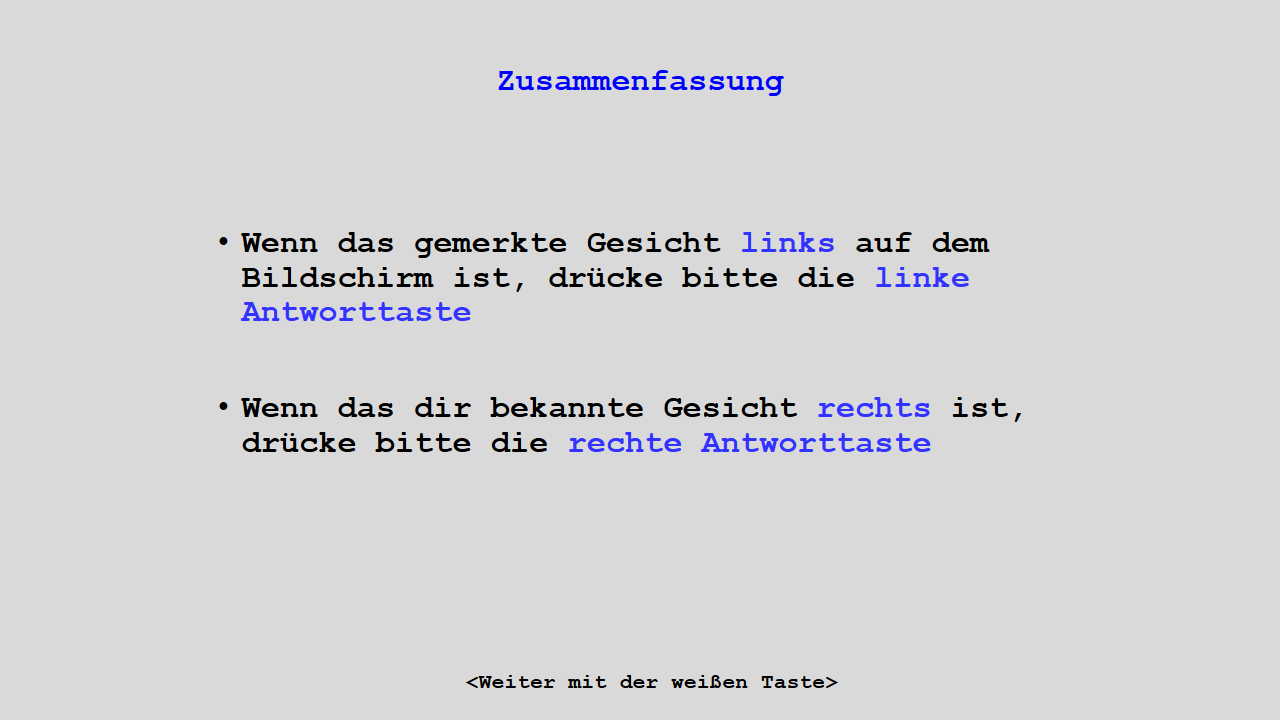 Zusammenfassung
• Wenn das gemerkte Gesicht links auf dem
Bildschirm ist, drücke bitte die linke
Antworttaste
• Wenn das dir bekannte Gesicht rechts ist,
drücke bitte die rechte Antworttaste
<Weiter mit der weißen Taste>